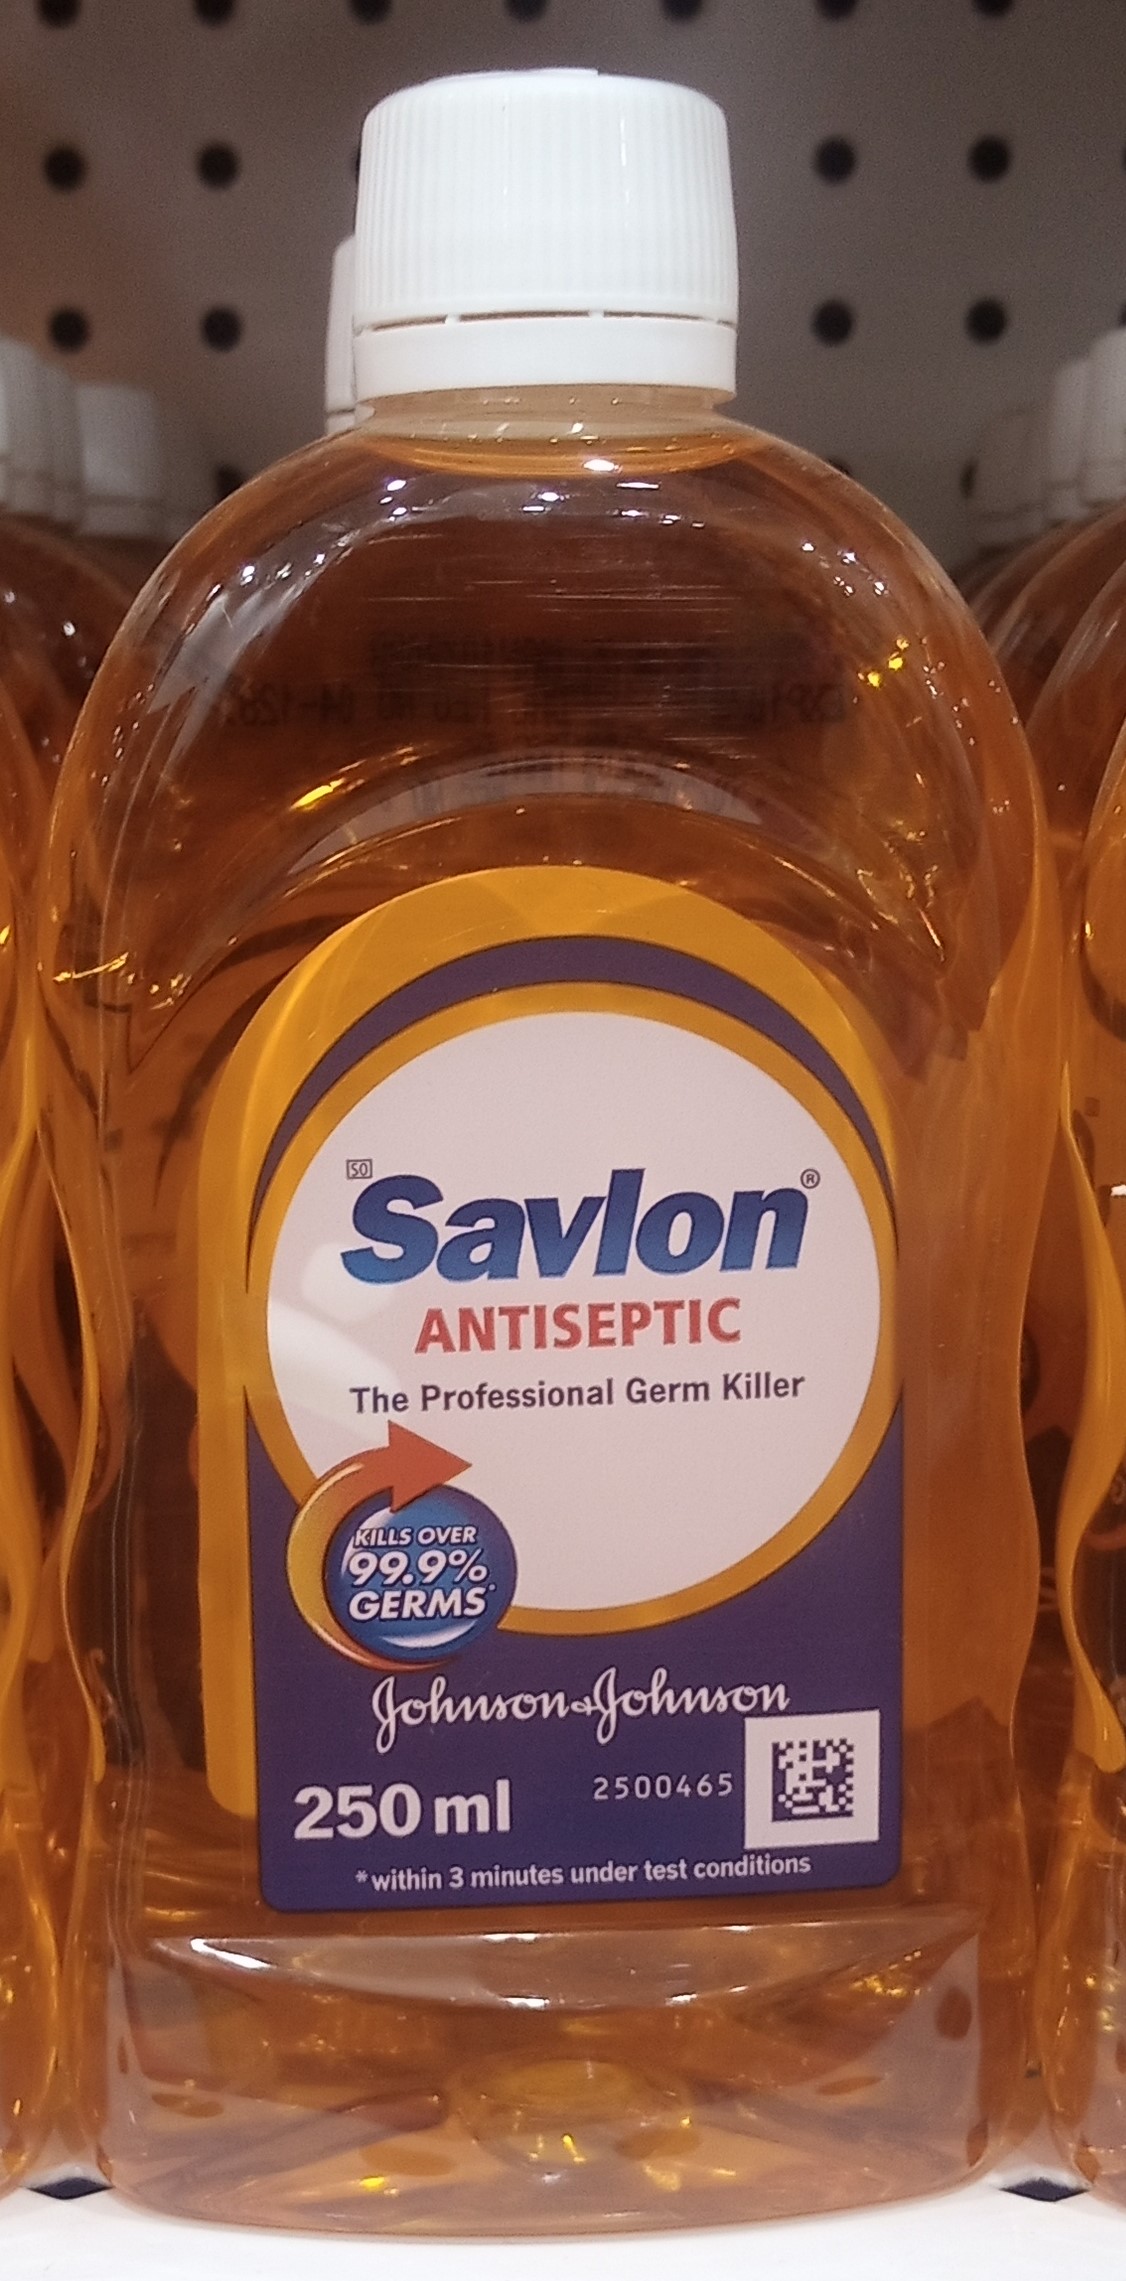 S0
Savlon®
ANTISEPTIC
The Professional Germ Killer
KILLS OVER
99.9%
GERMS*
Johnson & Johnson
250 ml
2500465
*within 3 minutes under test conditions